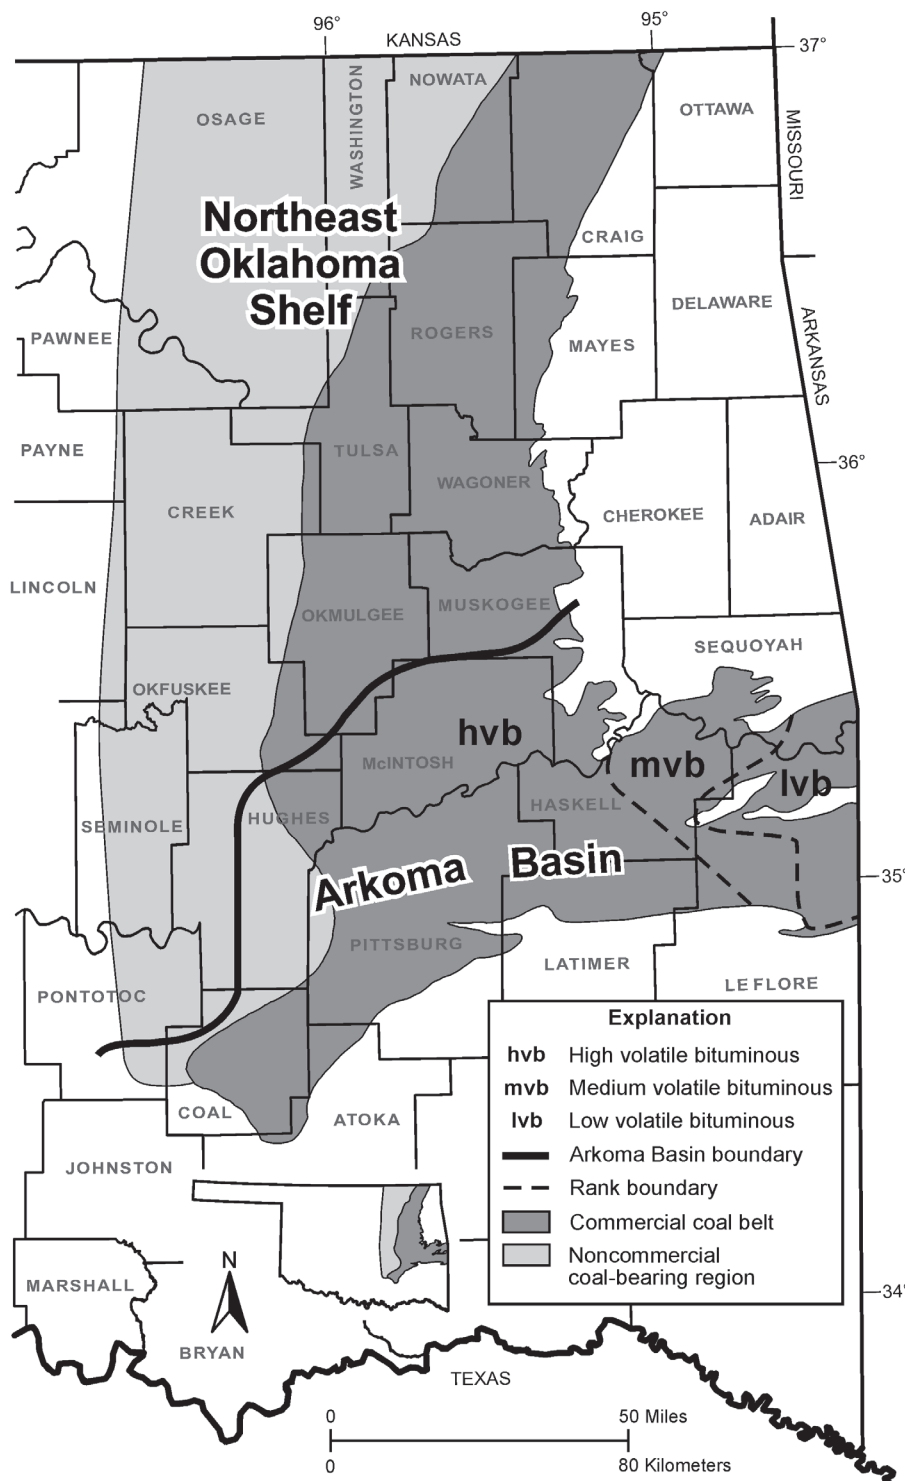 96°
95°
KANSAS
37°
OSAGE
WASHINGTON
NOWATA
OTTAWA
MISSOURI
Northeast
Oklahoma
Shelf
CRAIG
PAWNEE
ROGERS
MAYES
DELAWARE
ARKANSAS
PAYNE
TULSA
36°
WAGONER
CREEK
CHEROKEE
ADAIR
LINCOLN
OKMULGEE
MUSKOGEE
SEQUOYAH
OKFUSKEE
hvb
McINTOSH
mvb
lvb
HASKELL
SEMINOLE
HUGHES
Arkoma Basin
35°
PITTSBURG
LATIMER
LE FLORE
PONTOTOC
Explanation
hvb High volatile bituminous
mvb Medium volatile bituminous
lvb Low volatile bituminous
Arkoma Basin boundary
Rank boundary
Commercial coal belt
Noncommercial
coal-bearing region
COAL
ATOKA
JOHNSTON
N
MARSHALL
34°
BRYAN
TEXAS
0 50 Miles
0 80 Kilometers